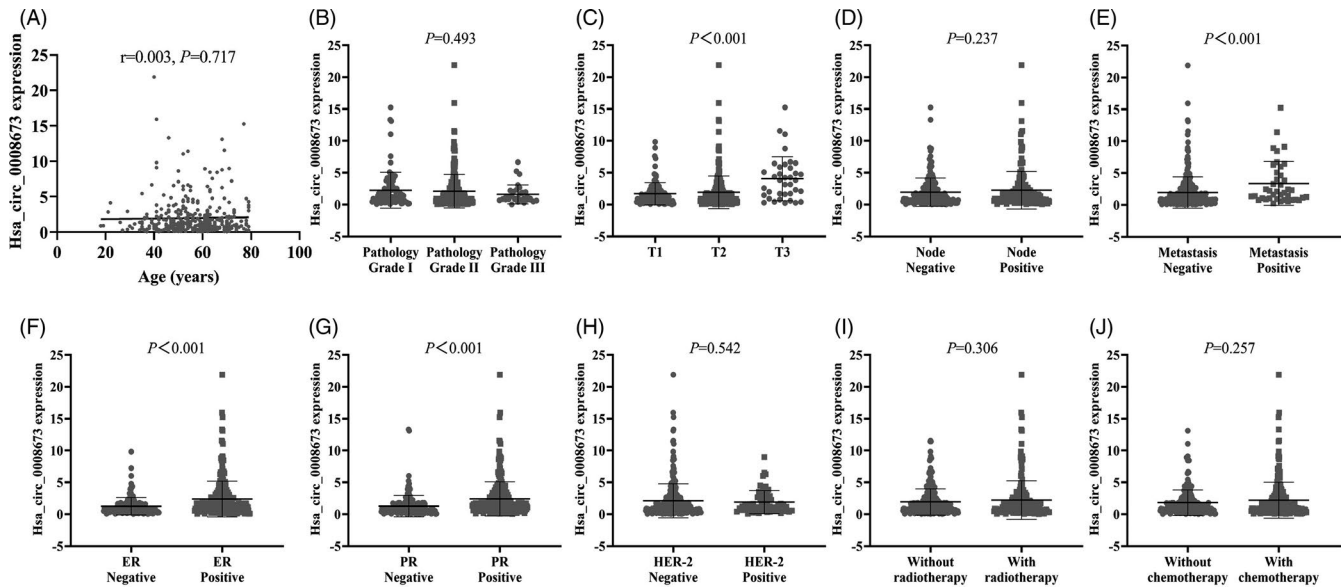 (A)
r=0.003, P=0.717
Hsa_circ_0008673 expression
25
20
15
10
5
0
0
20
40
60
80
100
Age (years)
(B)
P=0.493
Hsa_circ_0008673 expression
25
20
15
10
5
0
-5
Pathology
Grade I
Pathology
Grade II
Pathology
Grade III
(C)
P<0.001
Hsa_circ_0008673 expression
25
20
15
10
5
0
-5
T1
T2
T3
(D)
P=0.237
Hsa_circ_0008673 expression
25
20
15
10
5
0
-5
Node
Negative
Node
Positive
(E)
P<0.001
Hsa_circ_0008673 expression
25
20
15
10
5
0
-5
Metastasis
Negative
Metastasis
Positive
(F)
P<0.001
Hsa_circ_0008673 expression
25
20
15
10
5
0
-5
ER
Negative
ER
Positive
(G)
P<0.001
Hsa_circ_0008673 expression
25
20
15
10
5
0
-5
PR
Negative
PR
Positive
(H)
P=0.542
Hsa_circ_0008673 expression
25
20
15
10
5
0
-5
HER-2
Negative
HER-2
Positive
(I)
P=0.306
Hsa_circ_0008673 expression
25
20
15
10
5
0
-5
Without
radiotherapy
With
radiotherapy
(J)
P=0.257
Hsa_circ_0008673 expression
25
20
15
10
5
0
-5
Without
chemotherapy
With
chemotherapy